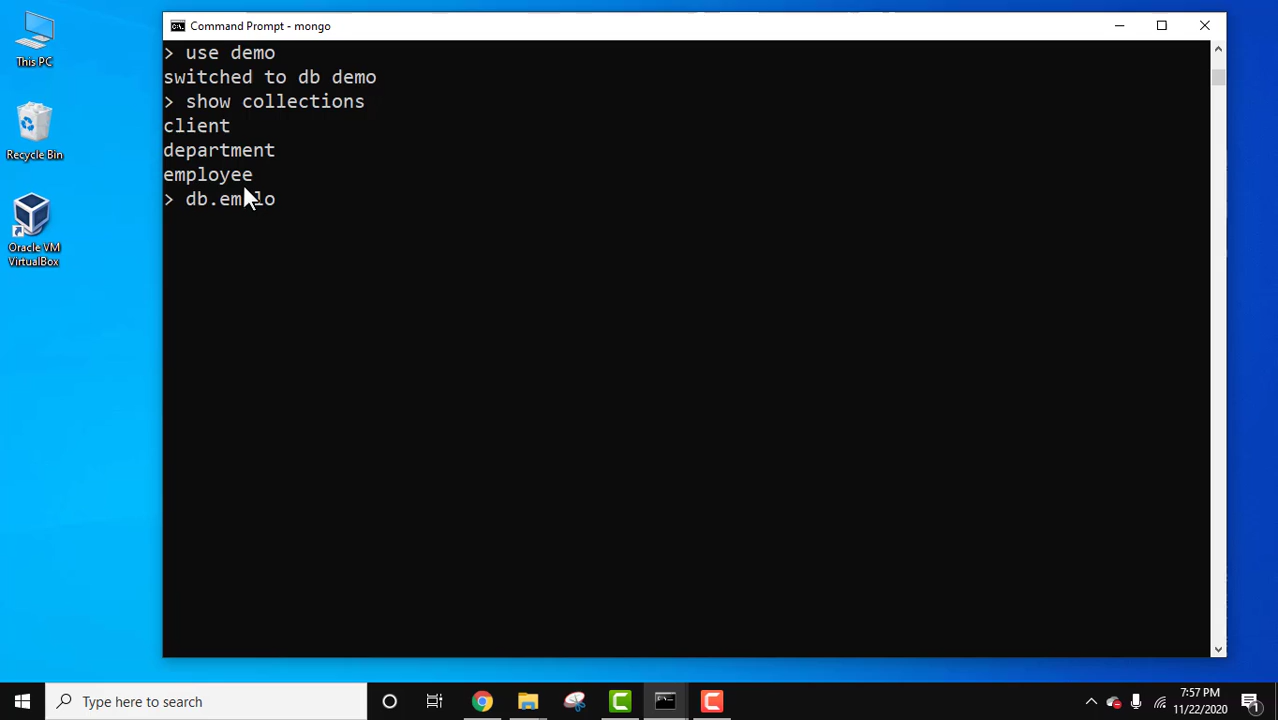 This PC
Recycle Bin
Oracle VM
VirtualBox
Command Prompt - mongo
> use demo
switched to db demo
> show collections
client
department
employee
> db.emplo
Type here to search
7:57 PM
11/22/2020